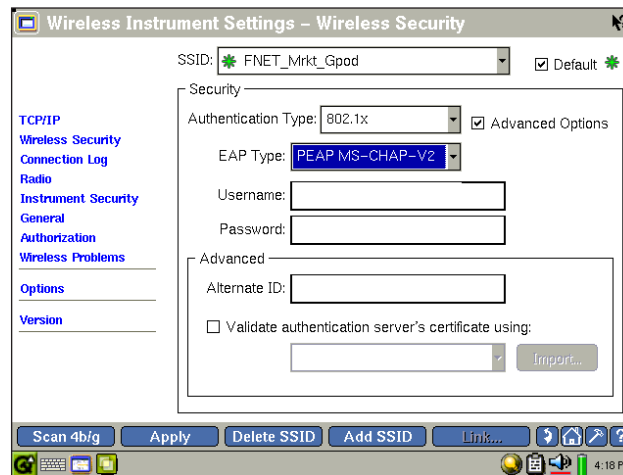 Wireless Instrument Settings - Wireless Security
SSID: FNET_Mrkt_Gpod Default
Security
Authentication Type: 802.1x Advanced Options
EAP Type: PEAP MS-CHAP-V2
Username:
Password:
Advanced
Alternate ID:
Validate authentication server's certificate using:
Import...
TCP/IP
Wireless Security
Connection Log
Radio
Instrument Security
General
Authorization
Wireless Problems
Options
Version
Scan 4b/g Apply Delete SSID Add SSID Link... ?
4:18 P